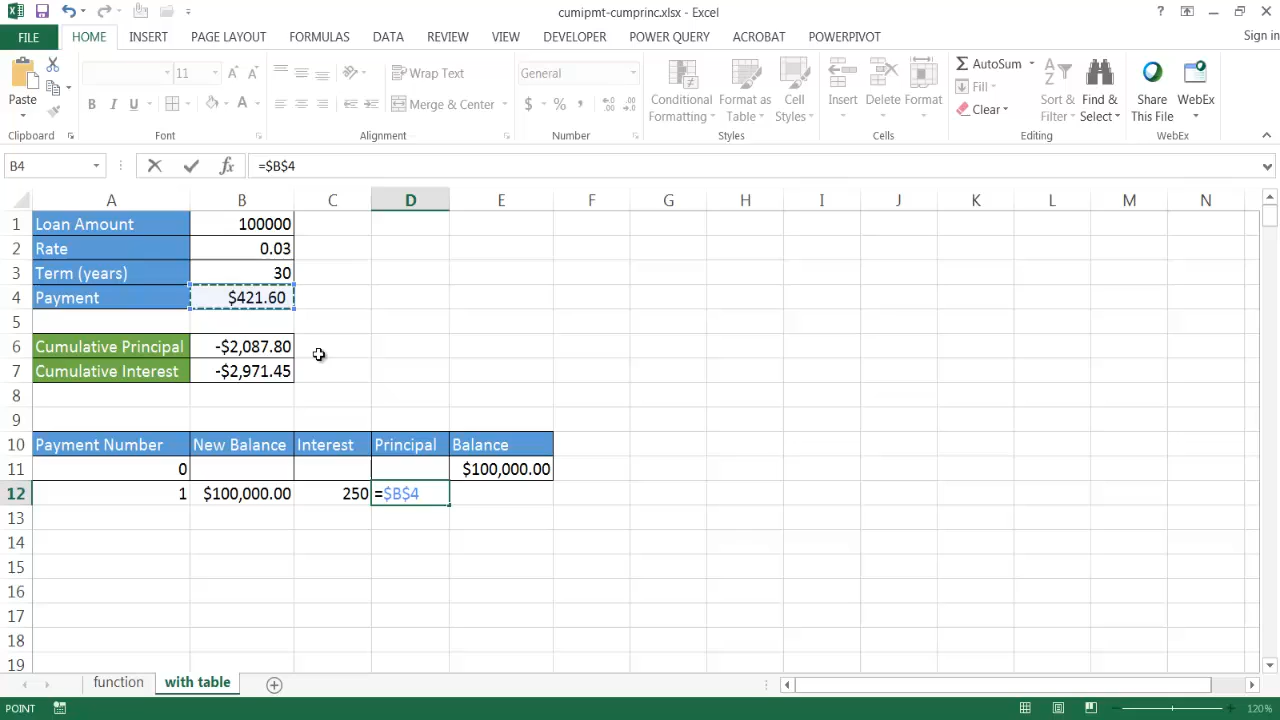 cumipmt-cumprinc.xlsx - Excel
?
FILE HOME INSERT PAGE LAYOUT FORMULAS DATA REVIEW VIEW DEVELOPER POWER QUERY ACROBAT POWERPIVOT Sign in
Paste
11 A A
Wrap Text
General
Conditional Formatting
Format as Table
Cell Styles
Insert
Delete
Format
AutoSum
Fill
Clear
Sort & Filter
Find & Select
Share This File
WebEx
B I U A
Merge & Center
$ % ,
Clipboard Font Alignment Number Styles Cells Editing WebEx
B4 fx =$B$4
A B C D E F G H I J K L M N
1 Loan Amount 100000
2 Rate 0.03
3 Term (years) 30
4 Payment $421.60
5
6 Cumulative Principal -$2,087.80
7 Cumulative Interest -$2,971.45
8
9
10 Payment Number New Balance Interest Principal Balance
11 0 $100,000.00
12 1 $100,000.00 250 =$B$4
13
14
15
16
17
18
19
function with table
POINT 120%